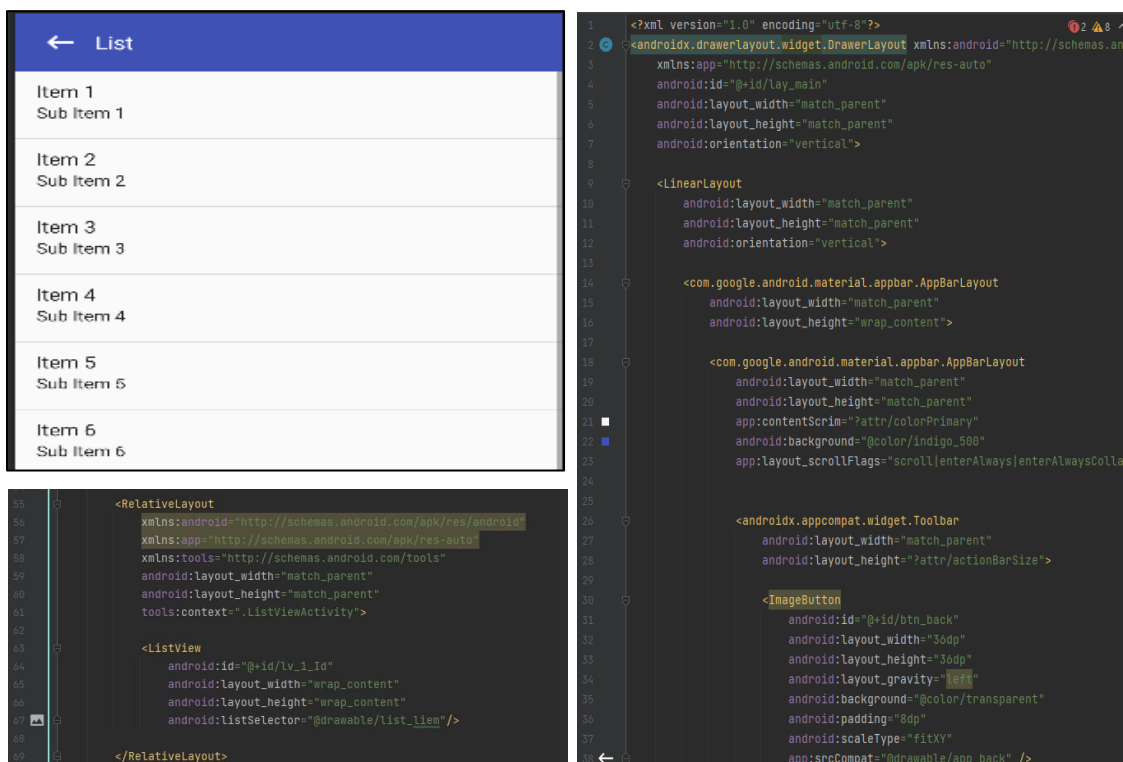 List
Item 1
Sub Item 1
Item 2
Sub Item 2
Item 3
Sub Item 3
Item 4
Sub Item 4
Item 5
Sub Item 5
Item 6
Sub Item 6
55 <RelativeLayout
56 xmlns:android="http://schemas.android.com/apk/res/android"
57 xmlns:app="http://schemas.android.com/apk/res-auto"
58 xmlns:tools="http://schemas.android.com/tools"
59 android:layout_width="match_parent"
60 android:layout_height="match_parent"
61 tools:context=".ListViewActivity">
62
63 <ListView
64 android:id="@+id/lv_1_Id"
65 android:layout_width="wrap_content"
66 android:layout_height="wrap_content"
67 android:listSelector="@drawable/list_liem"/>
68
69 </RelativeLayout>
1 <?xml version="1.0" encoding="utf-8"?> 2 8
2 <androidx.drawerlayout.widget.DrawerLayout xmlns:android="http://schemas.an
3 xmlns:app="http://schemas.android.com/apk/res-auto"
4 android:id="@+id/lay_main"
5 android:layout_width="match_parent"
6 android:layout_height="match_parent"
7 android:orientation="vertical">
8
9 <LinearLayout
10 android:layout_width="match_parent"
11 android:layout_height="match_parent"
12 android:orientation="vertical">
13
14 <com.google.android.material.appbar.AppBarLayout
15 android:layout_width="match_parent"
16 android:layout_height="wrap_content">
17
18 <com.google.android.material.appbar.AppBarLayout
19 android:layout_width="match_parent"
20 android:layout_height="match_parent"
21 app:contentScrim="?attr/colorPrimary"
22 android:background="@color/indigo_500"
23 app:layout_scrollFlags="scroll|enterAlways|enterAlwaysColla
24
25
26 <androidx.appcompat.widget.Toolbar
27 android:layout_width="match_parent"
28 android:layout_height="?attr/actionBarSize">
29
30 <ImageButton
31 android:id="@+id/btn_back"
32 android:layout_width="36dp"
33 android:layout_height="36dp"
34 android:layout_gravity="left"
35 android:background="@color/transparent"
36 android:padding="8dp"
37 android:scaleType="fitXY"
38 app:srcCompat="@drawable/app_back" />